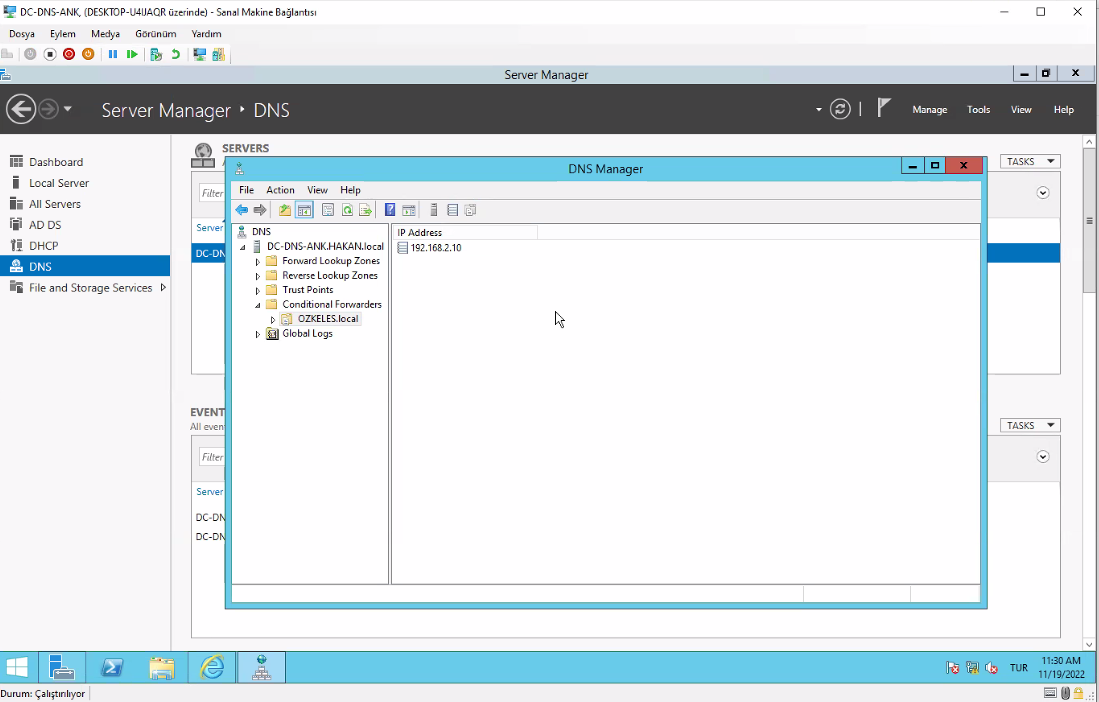 DC-DNS-ANK, (DESKTOP-U4IJAQR üzerinde) - Sanal Makine Bağlantısı
Dosya Eylem Medya Görünüm Yardım
Server Manager
Server Manager DNS
Manage Tools View Help
Dashboard
Local Server
All Servers
AD DS
DHCP
DNS
File and Storage Services
SERVERS
TASKS
Filter
Server
DC-DN
EVENT
All even
TASKS
Filter
Server
DC-DN
DC-DN
DNS Manager
File Action View Help
DNS
DC-DNS-ANK.HAKAN.local
Forward Lookup Zones
Reverse Lookup Zones
Trust Points
Conditional Forwarders
OZKELES.local
Global Logs
IP Address
192.168.2.10
TUR
11:30 AM
11/19/2022
Durum: Çalıştırılıyor